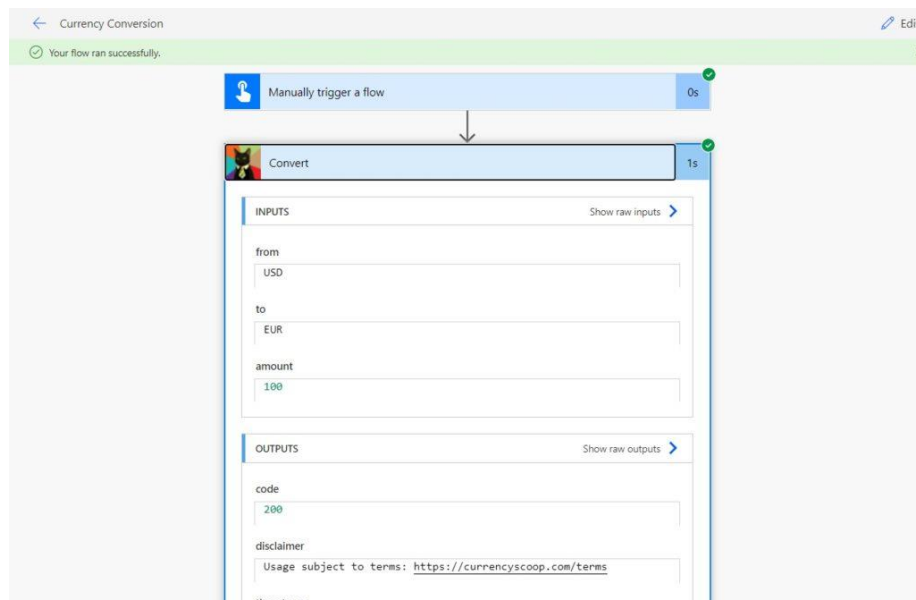 Currency Conversion
Edi
Your flow ran successfully.
Manually trigger a flow
0s
Convert
1s
INPUTS
Show raw inputs
from
USD
to
EUR
amount
100
OUTPUTS
Show raw outputs
code
200
disclaimer
Usage subject to terms: https://currencyscoop.com/terms